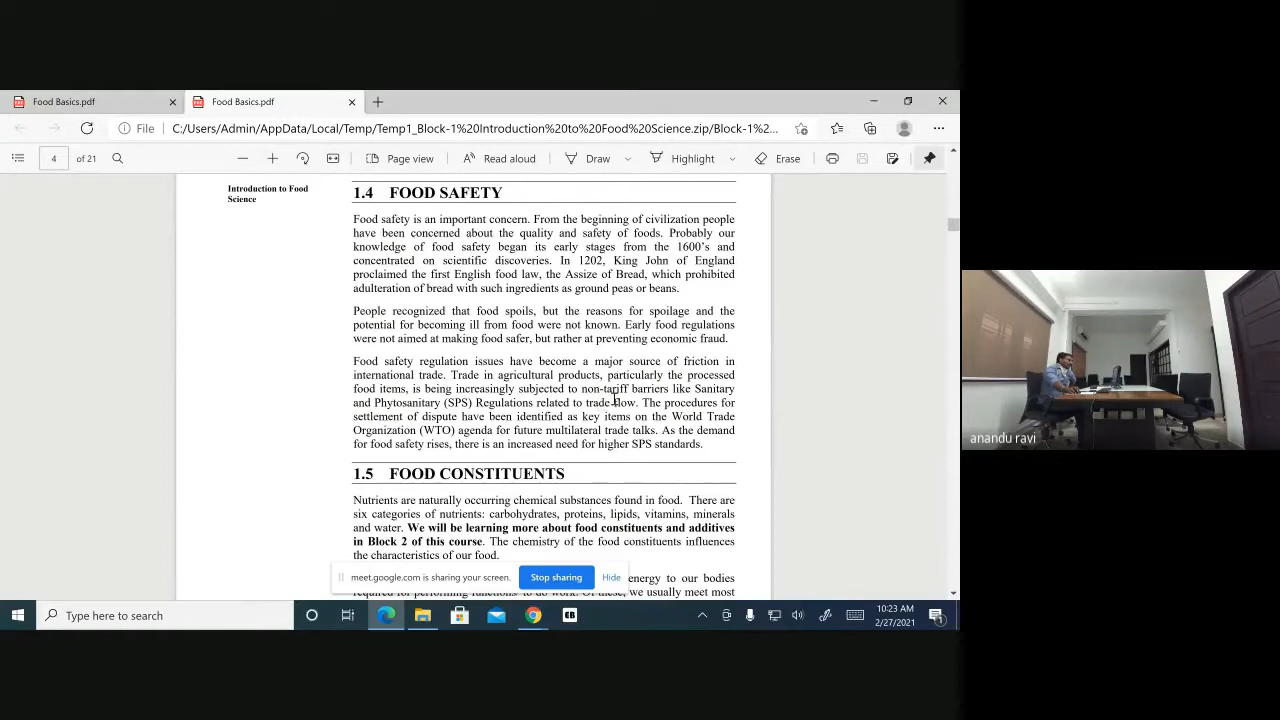 Food Basics.pdf
Food Basics.pdf
File
C:/Users/Admin/AppData/Local/Temp/Temp1_Block-1%20Introduction%20to%20Food%20Science.zip/Block-1%2...
4
of 21
Page view
Read aloud
Draw
Highlight
Erase
Introduction to Food
Science
1.4 FOOD SAFETY
Food safety is an important concern. From the beginning of civilization people
have been concerned about the quality and safety of foods. Probably our
knowledge of food safety began its early stages from the 1600's and
concentrated on scientific discoveries. In 1202, King John of England
proclaimed the first English food law, the Assize of Bread, which prohibited
adulteration of bread with such ingredients as ground peas or beans.
People recognized that food spoils, but the reasons for spoilage and the
potential for becoming ill from food were not known. Early food regulations
were not aimed at making food safer, but rather at preventing economic fraud.
Food safety regulation issues have become a major source of friction in
international trade. Trade in agricultural products, particularly the processed
food items, is being increasingly subjected to non-tariff barriers like Sanitary
and Phytosanitary (SPS) Regulations related to trade flow. The procedures for
settlement of dispute have been identified as key items on the World Trade
Organization (WTO) agenda for future multilateral trade talks. As the demand
for food safety rises, there is an increased need for higher SPS standards.
1.5 FOOD CONSTITUENTS
Nutrients are naturally occurring chemical substances found in food. There are
six categories of nutrients: carbohydrates, proteins, lipids, vitamins, minerals
and water. We will be learning more about food constituents and additives
in Block 2 of this course. The chemistry of the food constituents influences
the characteristics of our food.
energy to our bodies
required for performing functions to do work. Of these, we usually meet most
meet.google.com is sharing your screen.
Stop sharing
Hide
Type here to search
10:23 AM
2/27/2021
anandu ravi